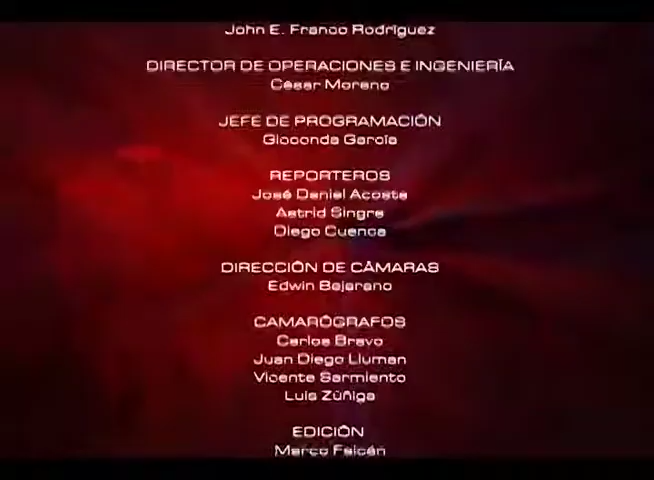 John E. Franco Rodríguez
DIRECTOR DE OPERACIONES E INGENIERÍA
César Moreno
JEFE DE PROGRAMACIÓN
Gioconda García
REPORTEROS
José Daniel Acosta
Astrid Singre
Diego Cuenca
DIRECCIÓN DE CÁMARAS
Edwin Bejarano
CAMARÓGRAFOS
Carlos Bravo
Juan Diego Lluman
Vicente Sarmiento
Luis Zúñiga
EDICIÓN
Marco